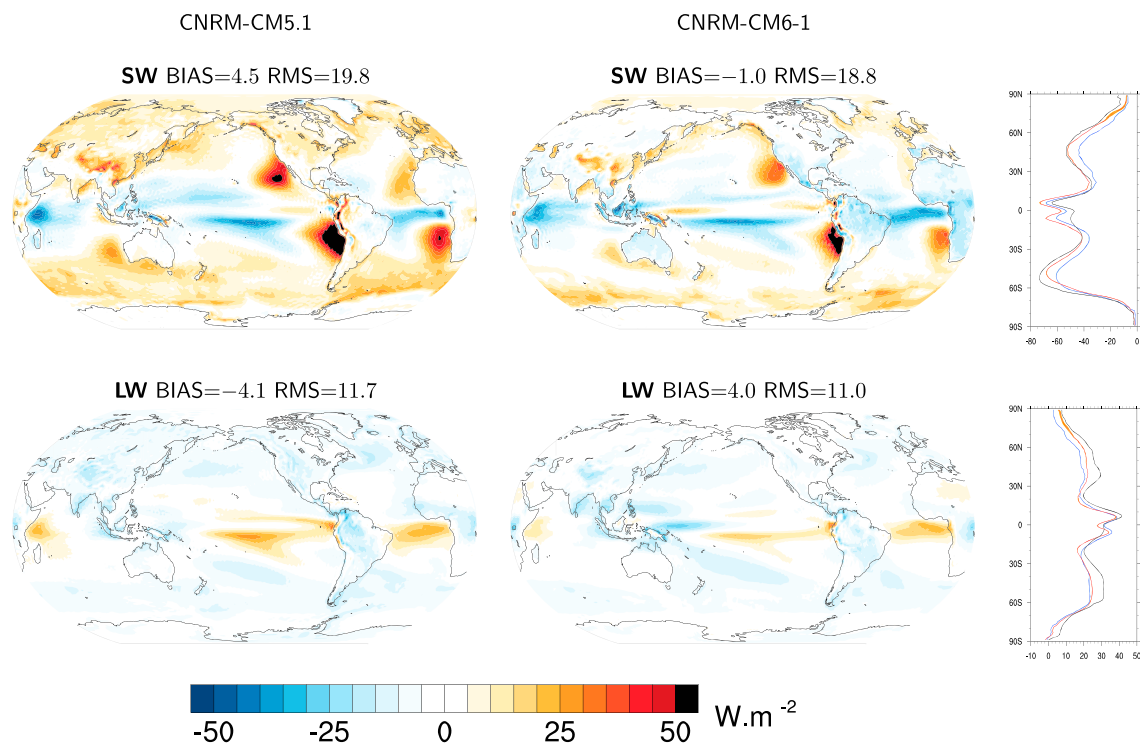 CNRM-CM5.1 CNRM-CM6-1
SW BIAS=4.5 RMS=19.8 SW BIAS=−1.0 RMS=18.8
90N
60N
30N
0
30S
60S
90S
-80 -60 -40 -20 0
LW BIAS=−4.1 RMS=11.7 LW BIAS=4.0 RMS=11.0
90N
60N
30N
0
30S
60S
90S
-10 0 10 20 30 40 50
-50 -25 0 25 50 W.m -2